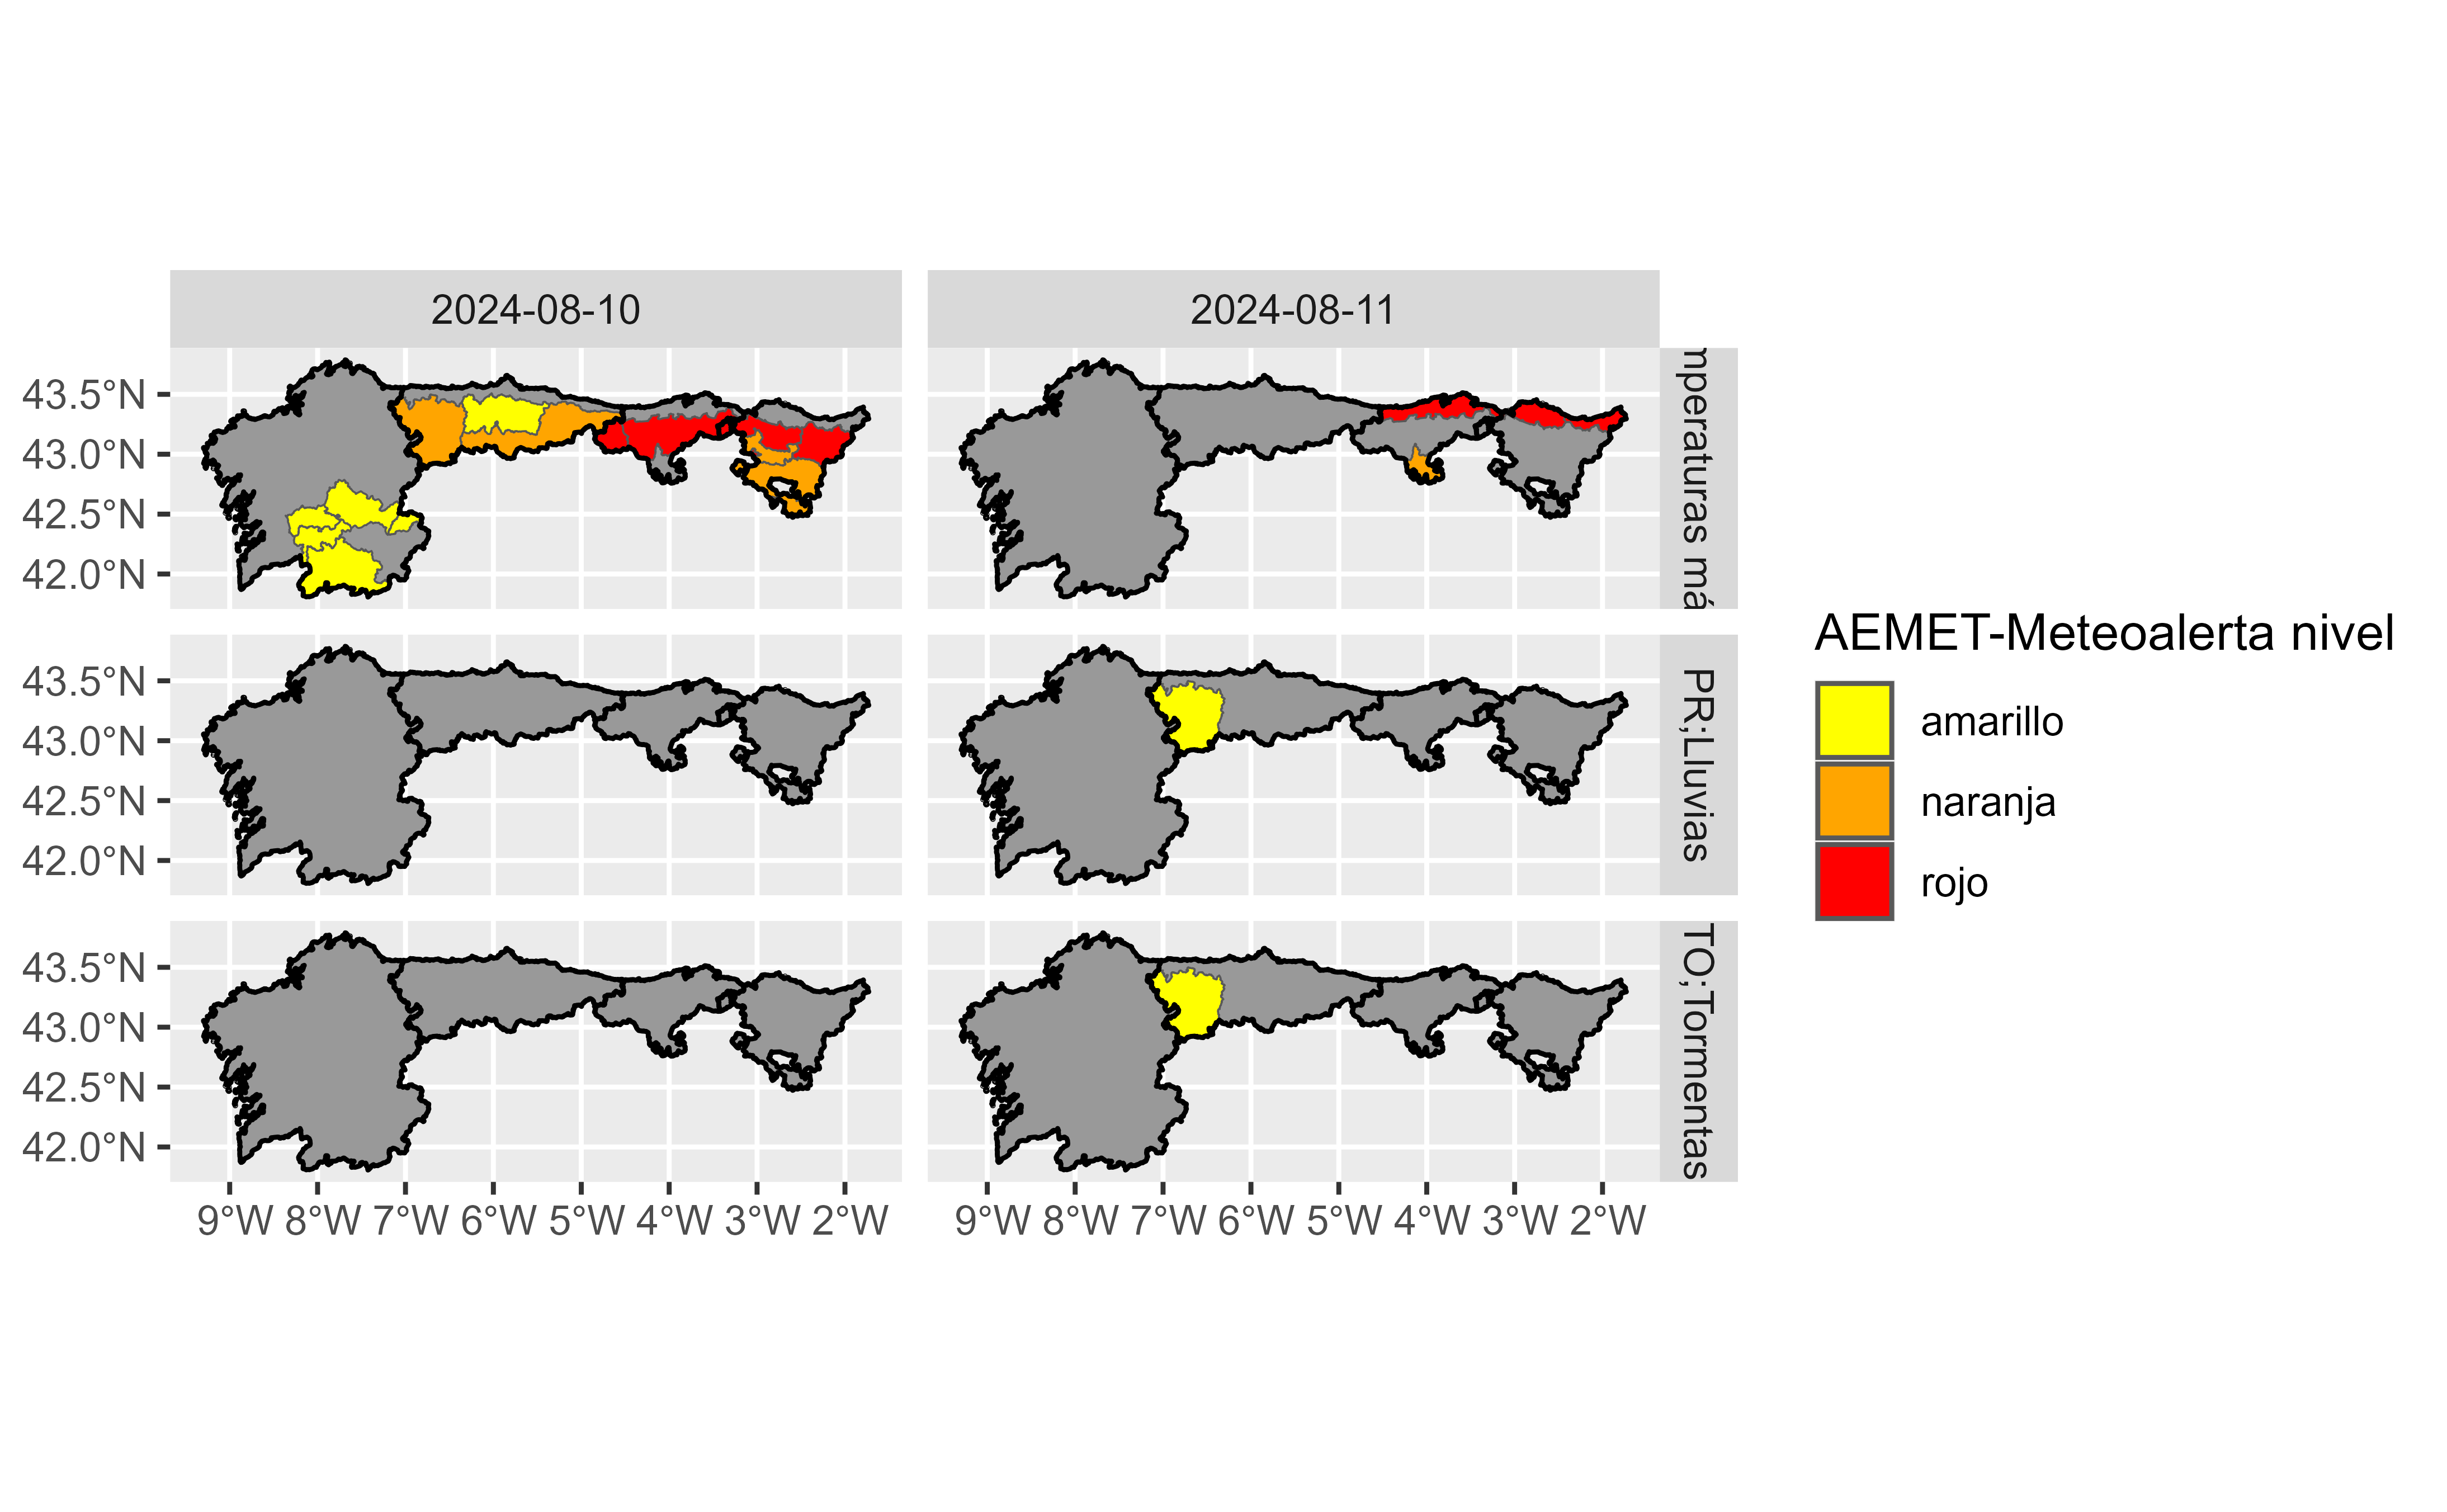 2024-08-10
2024-08-11
43.5°N
43.0°N
42.5°N
42.0°N
mperaturas má
43.5°N
43.0°N
42.5°N
42.0°N
PR;Lluvias
43.5°N
43.0°N
42.5°N
42.0°N
TO;Tormentas
9°W 8°W 7°W 6°W 5°W 4°W 3°W 2°W
9°W 8°W 7°W 6°W 5°W 4°W 3°W 2°W
AEMET-Meteoalerta nivel
amarillo
naranja
rojo